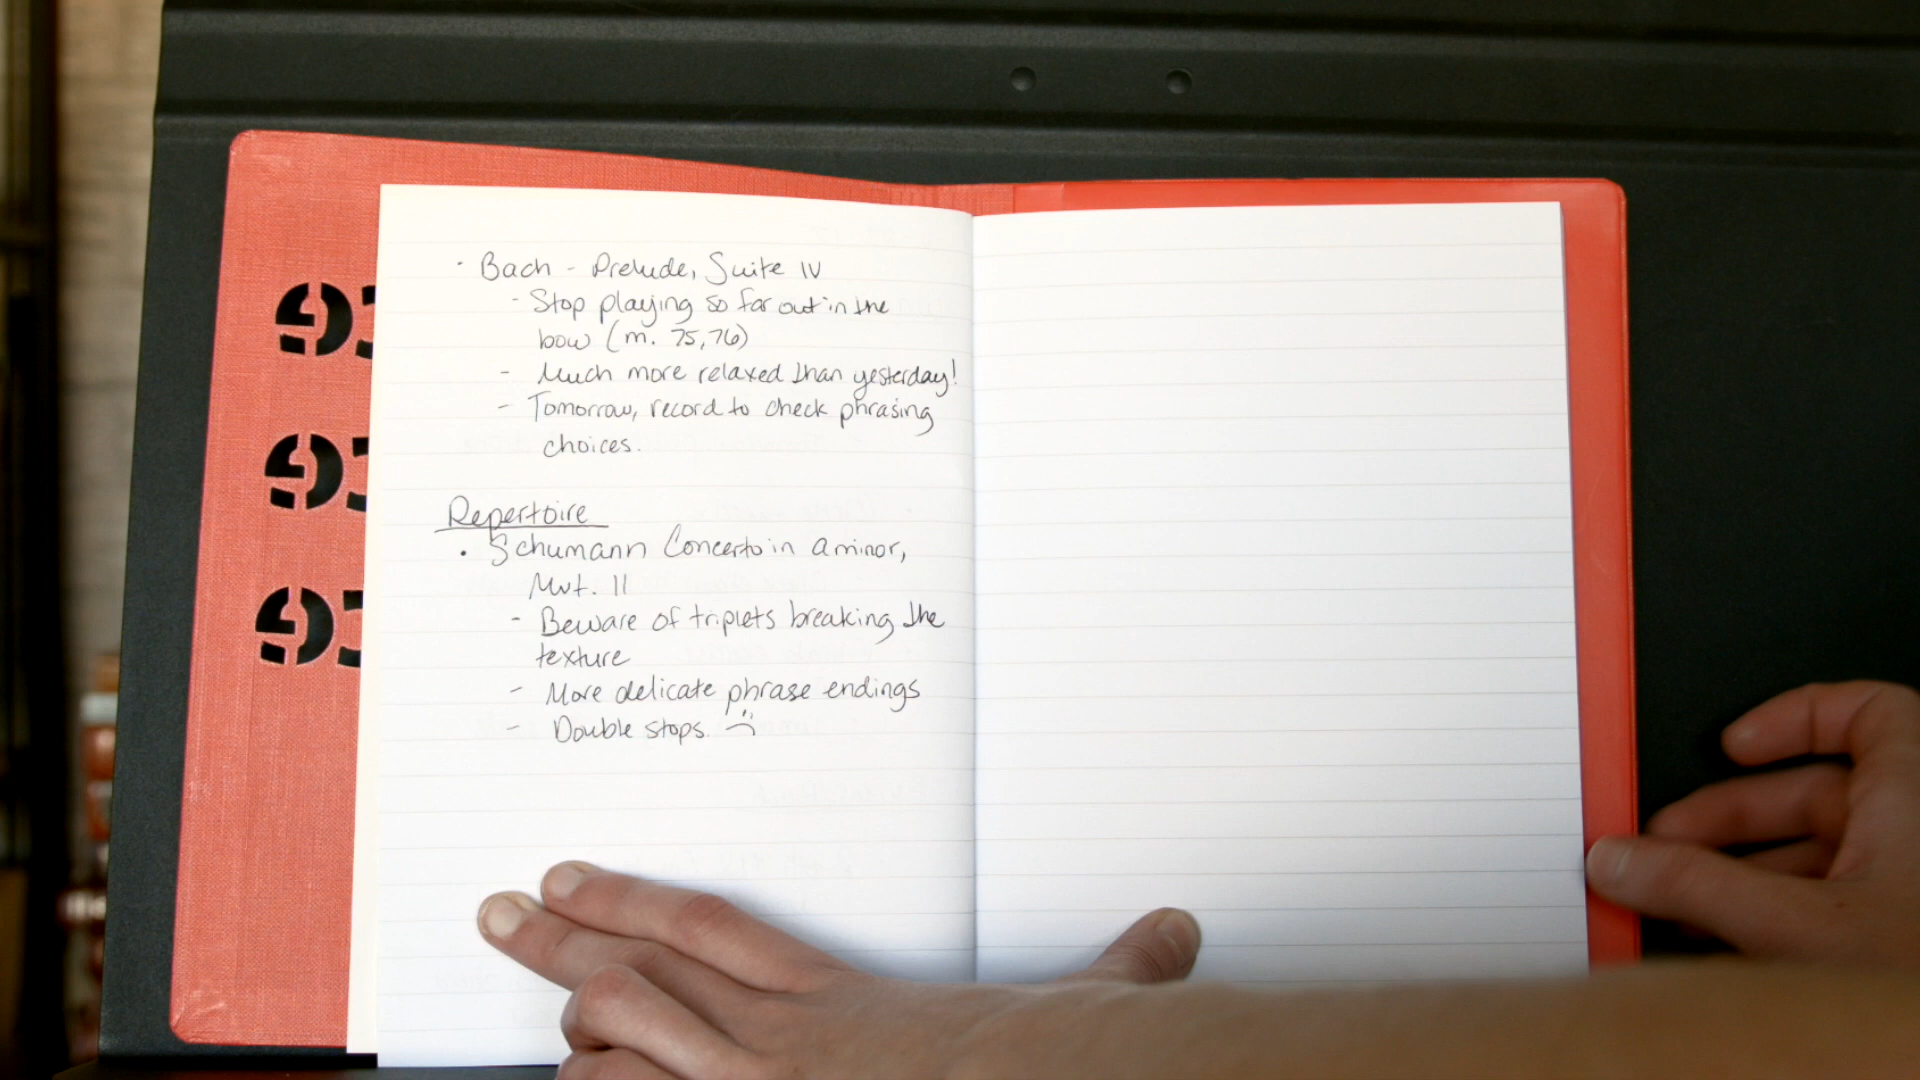 · Bach - Prelude, Suite IV
- Stop playing so far out in the
bow (m. 75,76)
- Much more relaxed than yesterday!
- Tomorrow, record to check phrasing
choices.
Repertoire
· Schumann Concerto in a minor,
Mvt. II
- Beware of triplets breaking the
texture
- More delicate phrase endings
- Double stops. :(